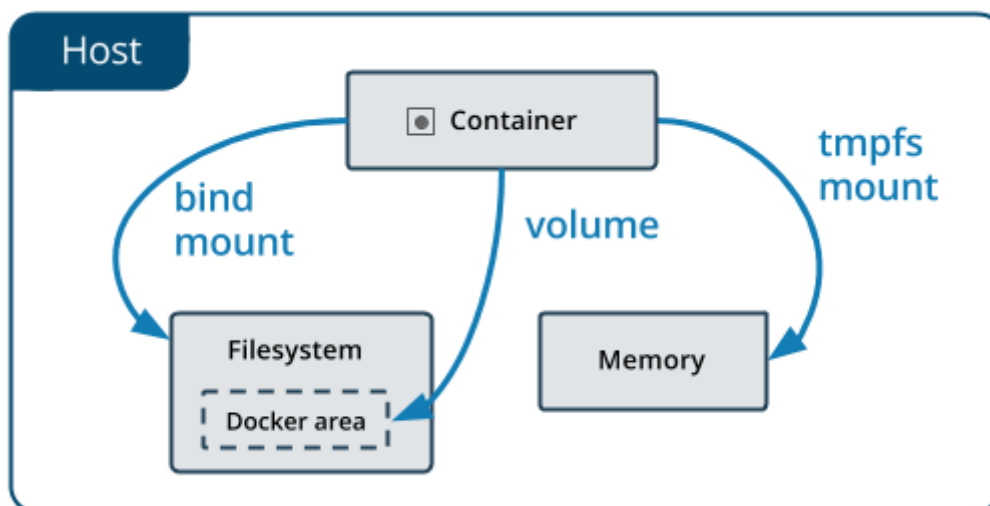 Host
Container
bind
mount
volume
tmpfs
mount
Filesystem
Docker area
Memory